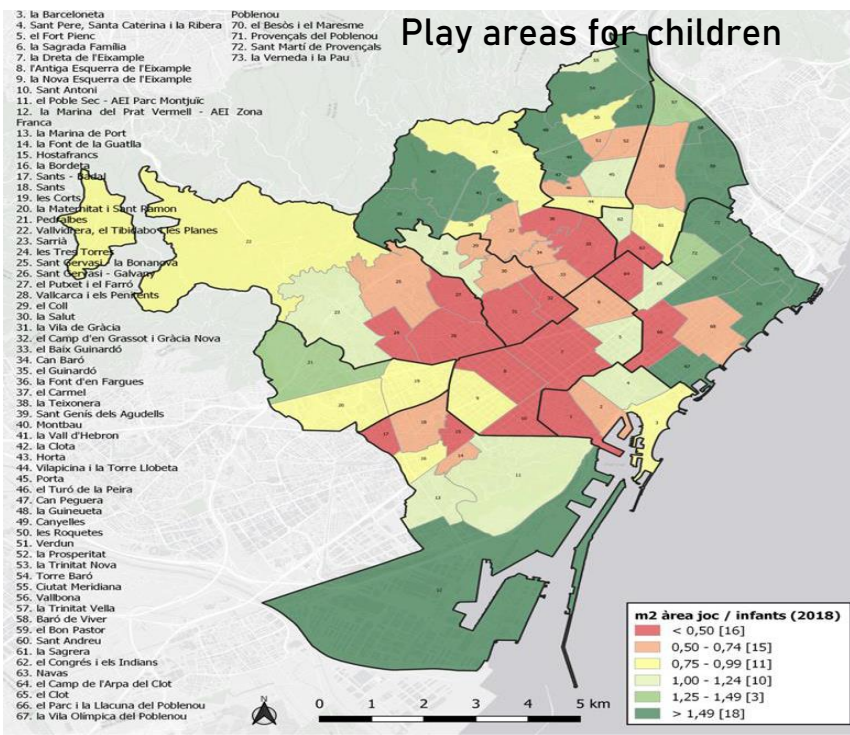 Play areas for children
3. la Barceloneta
4. Sant Pere, Santa Caterina i la Ribera
5. el Fort Pienc
6. la Sagrada Família
7. la Dreta de l'Eixample
8. l'Antiga Esquerra de l'Eixample
9. la Nova Esquerra de l'Eixample
10. Sant Antoni
11. el Poble Sec - AEI Parc Montjuïc
12. la Marina del Prat Vermell - AEI Zona
Franca
13. la Marina de Port
14. la Font de la Guatlla
15. Hostafrancs
16. la Bordeta
17. Sants - Badal
18. Sants
19. les Corts
20. la Maternitat i Sant Ramon
21. Pedralbes
22. Vallvidrera, el Tibidabo i les Planes
23. Sarrià
24. les Tres Torres
25. Sant Gervasi - la Bonanova
26. Sant Gervasi - Galvany
27. el Putxet i el Farró
28. Vallcarca i els Penitents
29. el Coll
30. la Salut
31. la Vila de Gràcia
32. el Camp d'en Grassot i Gràcia Nova
33. el Baix Guinardó
34. Can Baró
35. el Guinardó
36. la Font d'en Fargues
37. el Carmel
38. la Teixonera
39. Sant Genís dels Agudells
40. Montbau
41. la Vall d'Hebron
42. la Clota
43. Horta
44. Vilapicina i la Torre Llobeta
45. Porta
46. el Turó de la Peira
47. Can Peguera
48. la Guineueta
49. Canyelles
50. les Roquetes
51. Verdun
52. la Prosperitat
53. la Trinitat Nova
54. Torre Baró
55. Ciutat Meridiana
56. Vallbona
57. la Trinitat Vella
58. Baró de Viver
59. el Bon Pastor
60. Sant Andreu
61. la Sagrera
62. el Congrés i els Indians
63. Navas
64. el Camp de l'Arpa del Clot
65. el Clot
66. el Parc i la Llacuna del Poblenou
67. la Vila Olímpica del Poblenou
Poblenou
70. el Besòs i el Maresme
71. Provençals del Poblenou
72. Sant Martí de Provençals
73. la Verneda i la Pau
N
0 1 2 3 4 5 km
m2 àrea joc / infants (2018)
< 0,50 [16]
0,50 - 0,74 [15]
0,75 - 0,99 [11]
1,00 - 1,24 [10]
1,25 - 1,49 [3]
> 1,49 [18]